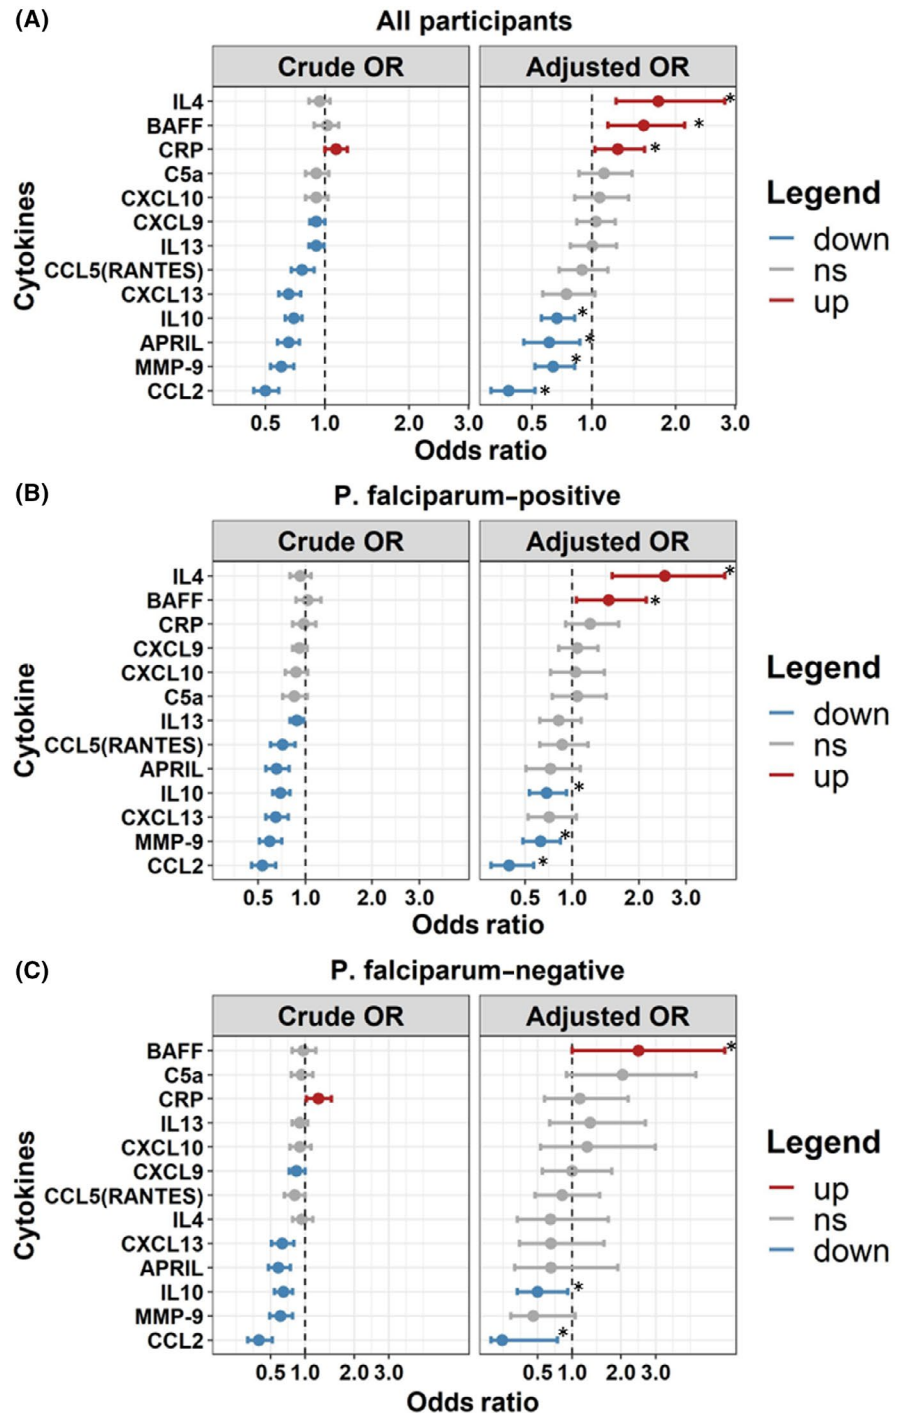 (A)
All participants
Crude OR
Adjusted OR
Cytokines
IL4
*
BAFF
*
CRP
*
C5a
CXCL10
CXCL9
IL13
CCL5(RANTES)
CXCL13
IL10
*
APRIL
*
MMP-9
*
CCL2
*
0.5 1.0 2.0 3.0
0.5 1.0 2.0 3.0
Odds ratio
Legend
down
ns
up
(B)
P. falciparum-positive
Crude OR
Adjusted OR
Cytokine
IL4
*
BAFF
*
CRP
CXCL9
CXCL10
C5a
IL13
CCL5(RANTES)
APRIL
IL10
*
CXCL13
MMP-9
*
CCL2
*
0.5 1.0 2.0 3.0
0.5 1.0 2.0 3.0
Odds ratio
Legend
down
ns
up
(C)
P. falciparum-negative
Crude OR
Adjusted OR
Cytokines
BAFF
*
C5a
CRP
IL13
CXCL10
CXCL9
CCL5(RANTES)
IL4
CXCL13
APRIL
IL10
*
MMP-9
CCL2
*
0.5 1.0 2.0 3.0
0.5 1.0 2.0 3.0
Odds ratio
Legend
up
ns
down